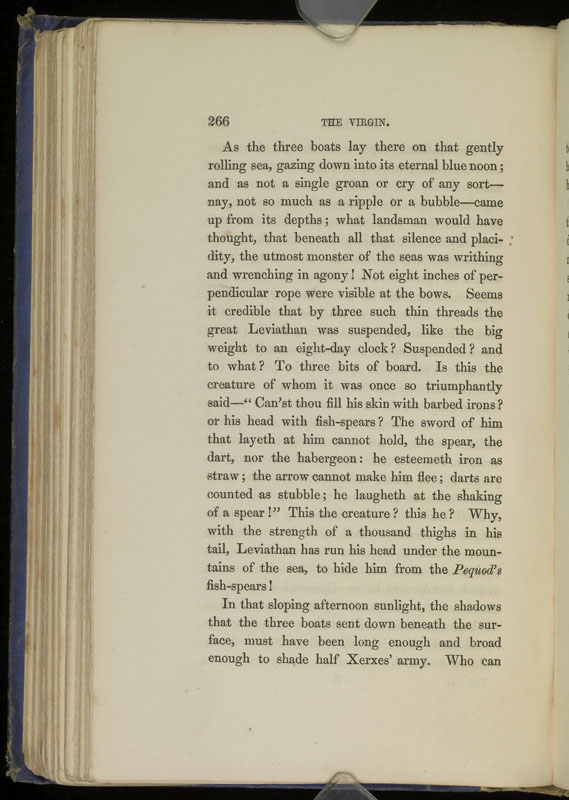 266 THE VIRGIN.
As the three boats lay there on that gently
rolling sea, gazing down into its eternal blue noon;
and as not a single groan or cry of any sort—
nay, not so much as a ripple or a bubble—came
up from its depths; what landsman would have
thought, that beneath all that silence and placi-
dity, the utmost monster of the seas was writhing
and wrenching in agony! Not eight inches of per-
pendicular rope were visible at the bows. Seems
it credible that by three such thin threads the
great Leviathan was suspended, like the big
weight to an eight-day clock? Suspended? and
to what? To three bits of board. Is this the
creature of whom it was once so triumphantly
said—“Can'st thou fill his skin with barbed irons?
or his head with fish-spears? The sword of him
that layeth at him cannot hold, the spear, the
dart, nor the habergeon: he esteemeth iron as
straw; the arrow cannot make him flee; darts are
counted as stubble; he laugheth at the shaking
of a spear!” This the creature? this he? Why,
with the strength of a thousand thighs in his
tail, Leviathan has run his head under the moun-
tains of the sea, to hide him from the Pequod's
fish-spears!
In that sloping afternoon sunlight, the shadows
that the three boats sent down beneath the sur-
face, must have been long enough and broad
enough to shade half Xerxes' army. Who can